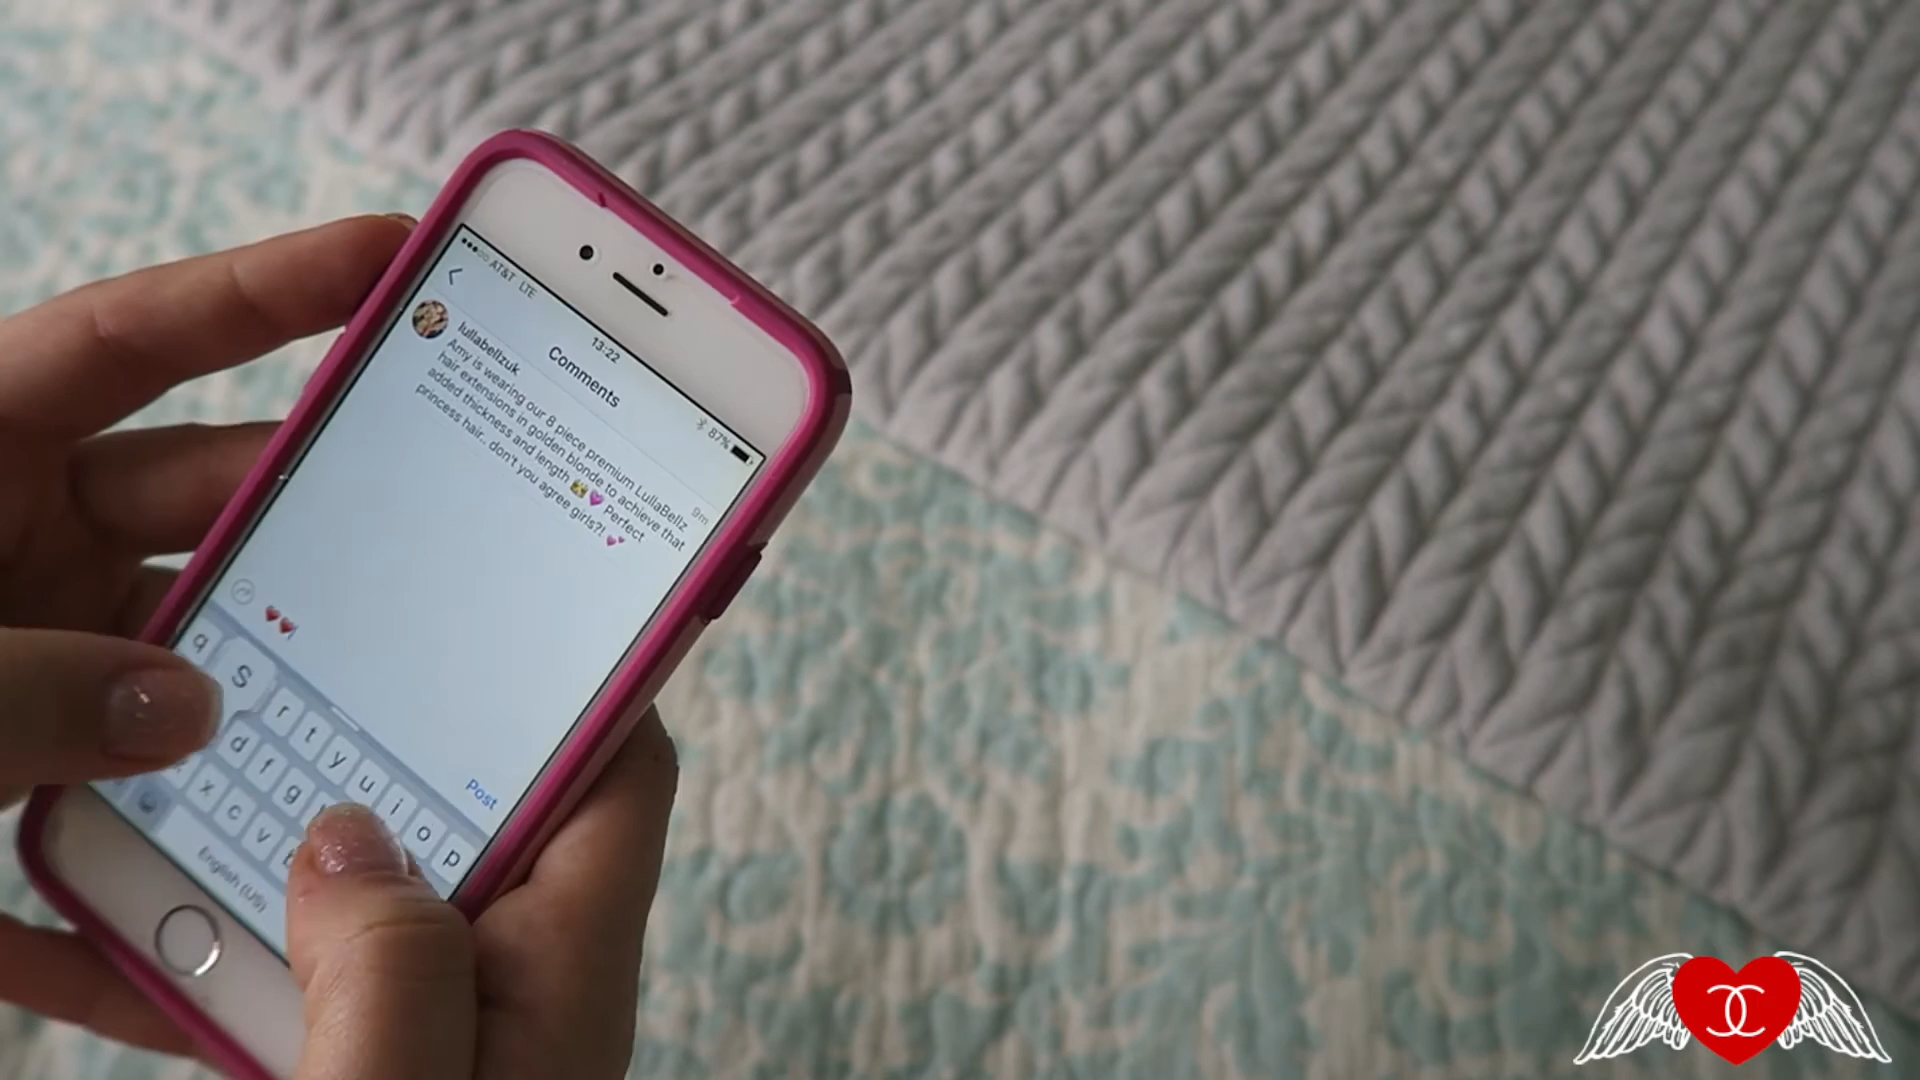 AT&T LTE
13:22
87%
Comments
lullabellzuk
9m
Amy is wearing our 8 piece premium LullaBellz
hair extensions in golden blonde to achieve that
added thickness and length 👑💜 Perfect
princess hair.. don't you agree girls?! 💕
❤️❤️
Post
q S r t y u i o p
d f g
x c v
English (US)